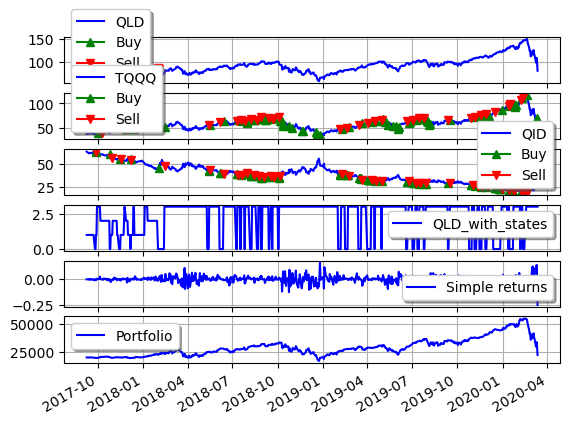 QLD
Buy
Sell
150
100
TQQQ
Buy
Sell
100
50
QID
Buy
Sell
50
25
QLD_with_states
2.5
0.0
Simple returns
0.00
−0.25
Portfolio
50000
25000
2017-10 2018-01 2018-04 2018-07 2018-10 2019-01 2019-04 2019-07 2019-10 2020-01 2020-04